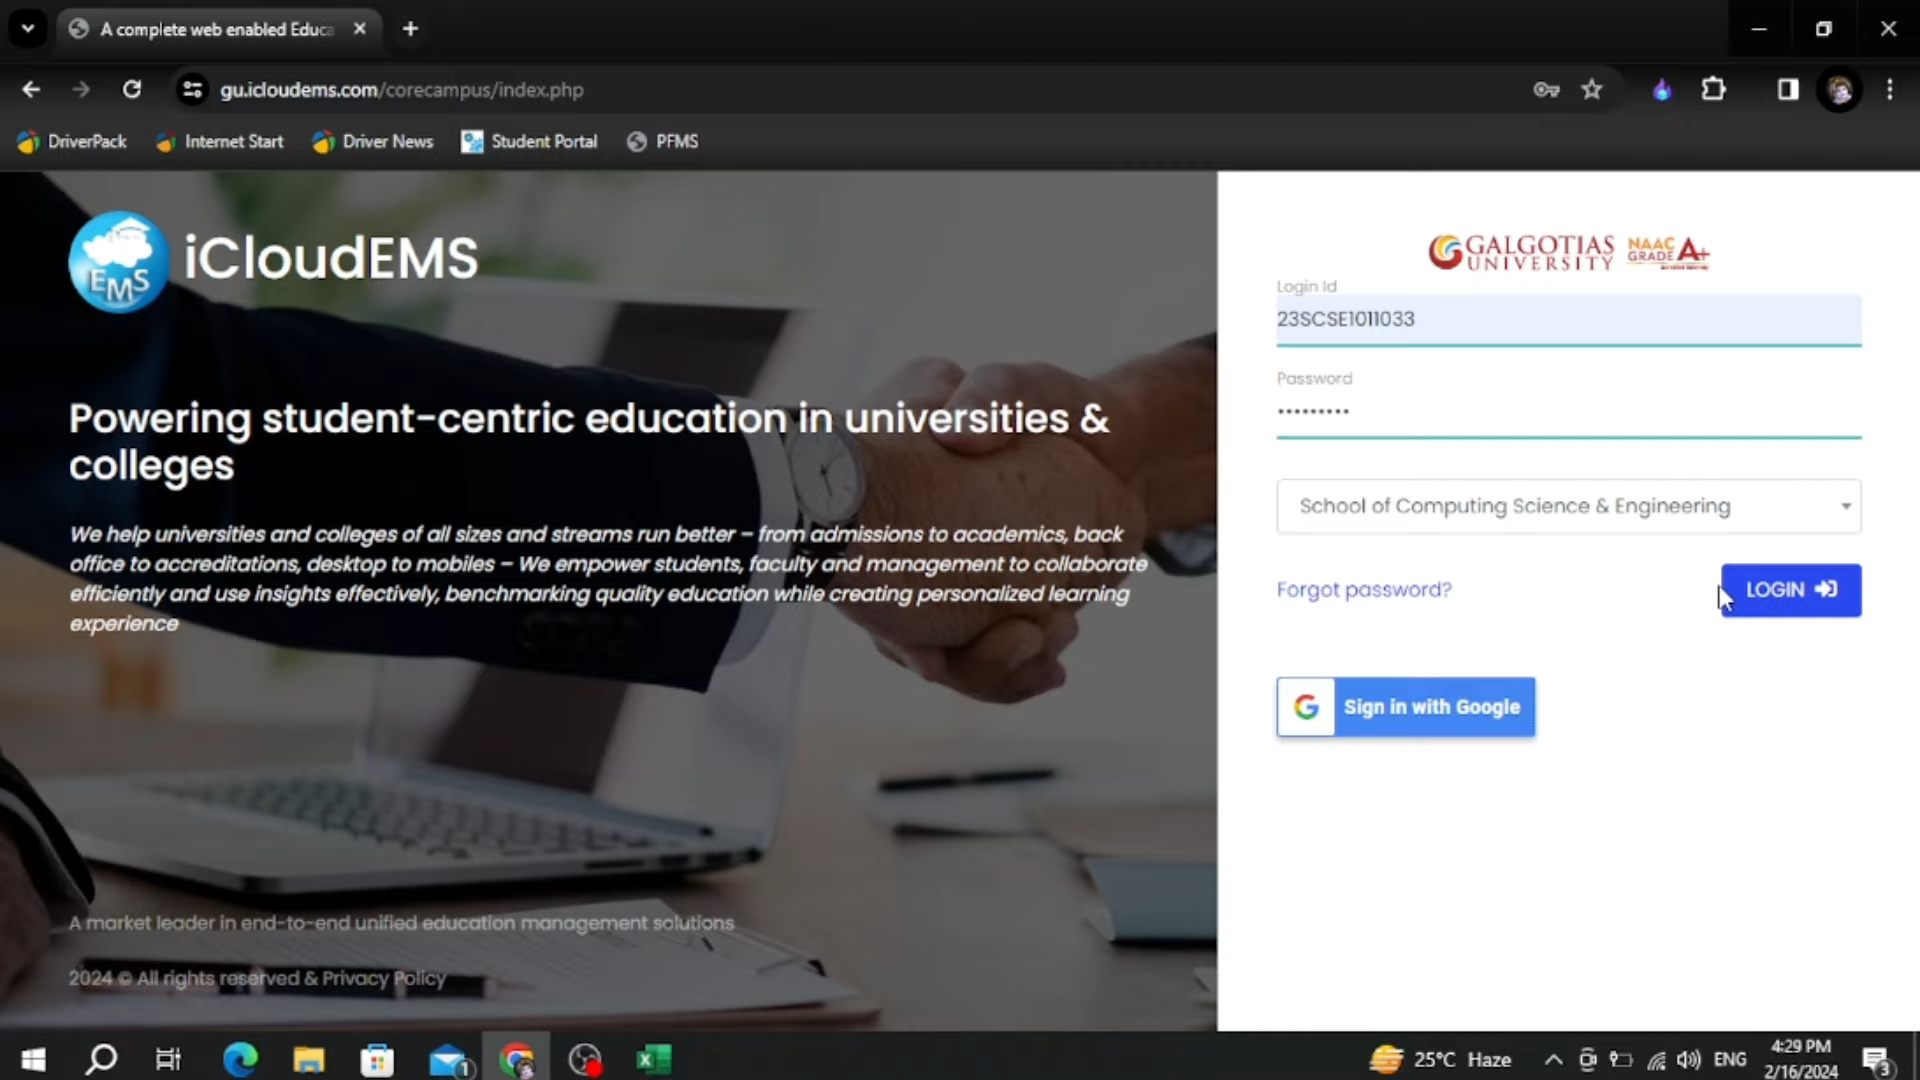 A complete web enabled Educa
gu.icloudems.com/corecampus/index.php
DriverPack
Internet Start
Driver News
Student Portal
PFMS
EMS
iCloudEMS
Powering student-centric education in universities &
colleges
We help universities and colleges of all sizes and streams run better – from admissions to academics, back
office to accreditations, desktop to mobiles – We empower students, faculty and management to collaborate
efficiently and use insights effectively, benchmarking quality education while creating personalized learning
experience
A market leader in end-to-end unified education management solutions
2024 © All rights reserved & Privacy Policy
GALGOTIAS
UNIVERSITY
NAAC
GRADE A+
Login Id
23SCSE1011033
Password
•••••••••
School of Computing Science & Engineering
Forgot password?
LOGIN
G Sign in with Google
1
25°C Haze
ENG
4:29 PM
2/16/2024
3